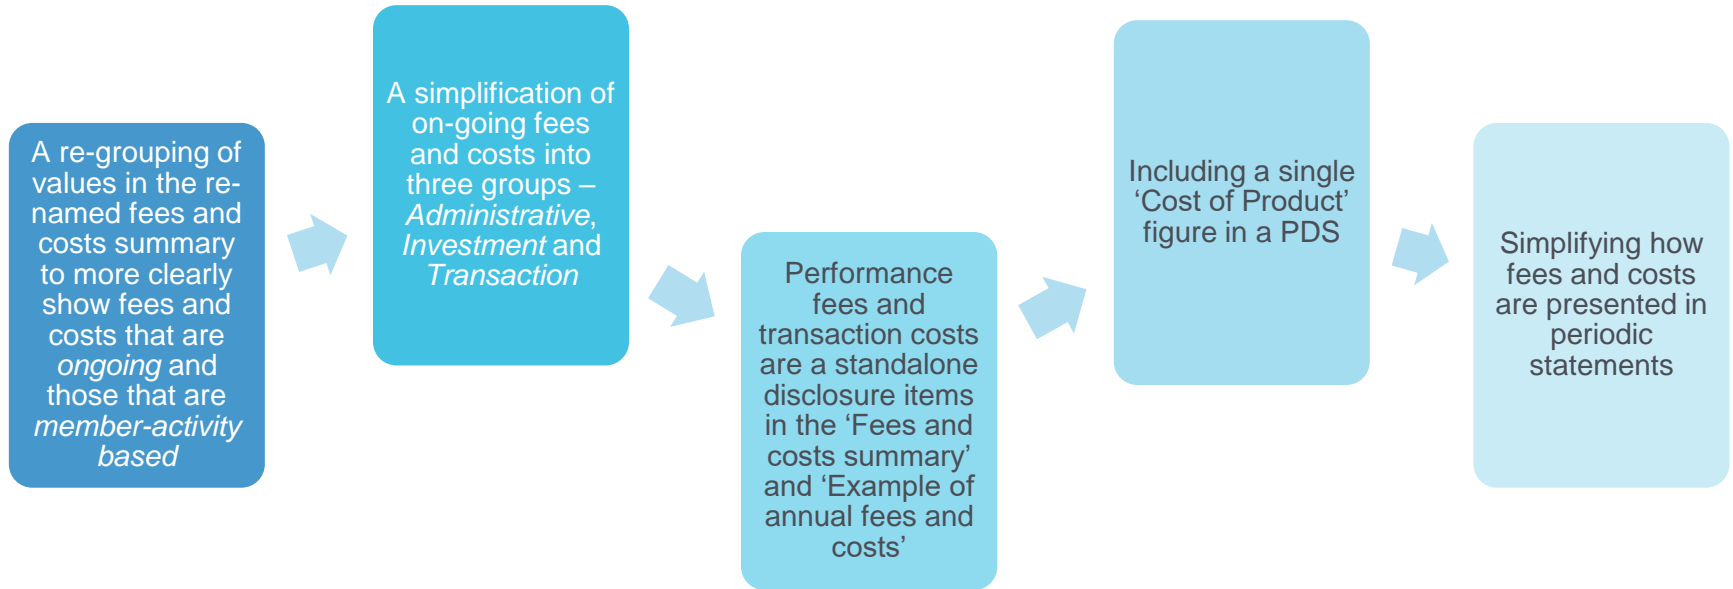 A re-grouping of
values in the re-
named fees and
costs summary
to more clearly
show fees and
costs that are
ongoing and
those that are
member-activity
based
A simplification of
on-going fees
and costs into
three groups –
Administrative,
Investment and
Transaction
Performance
fees and
transaction costs
are a standalone
disclosure items
in the ‘Fees and
costs summary’
and ‘Example of
annual fees and
costs’
Including a single
‘Cost of Product’
figure in a PDS
Simplifying how
fees and costs
are presented in
periodic
statements